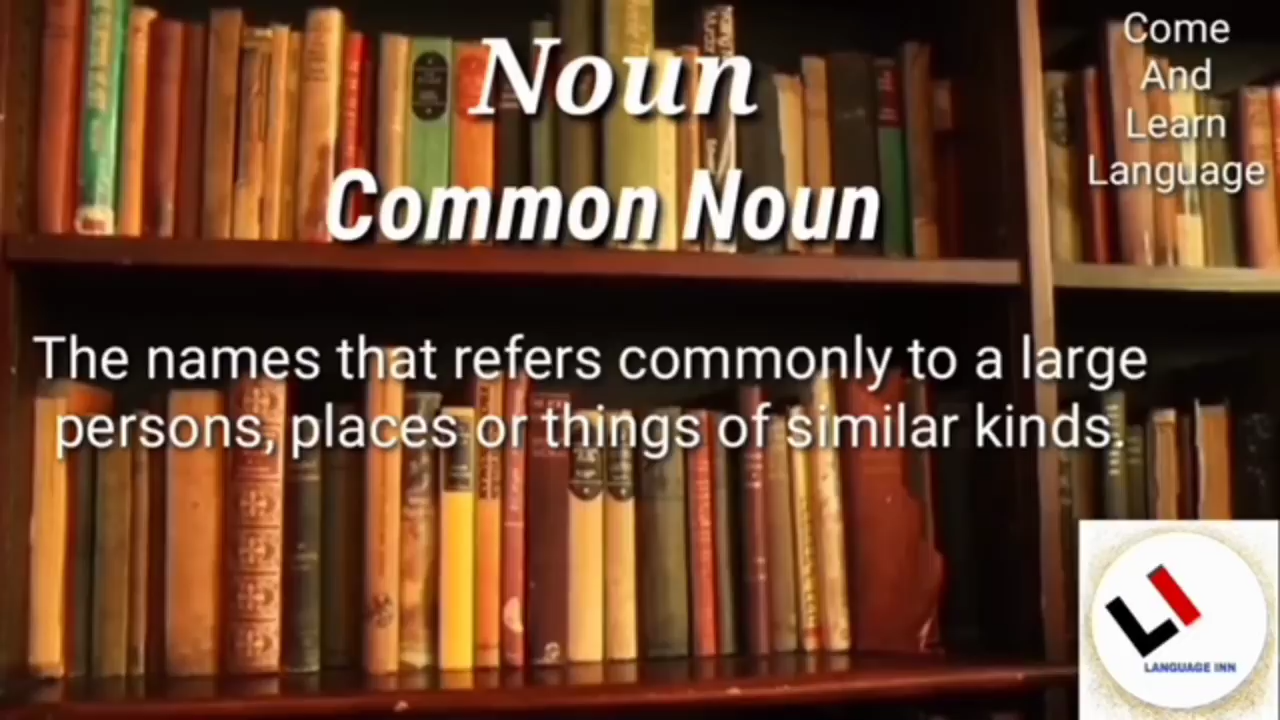 Noun
Common Noun
The names that refers commonly to a large
persons, places or things of similar kinds.
Come
And
Learn
Language
LANGUAGE INN